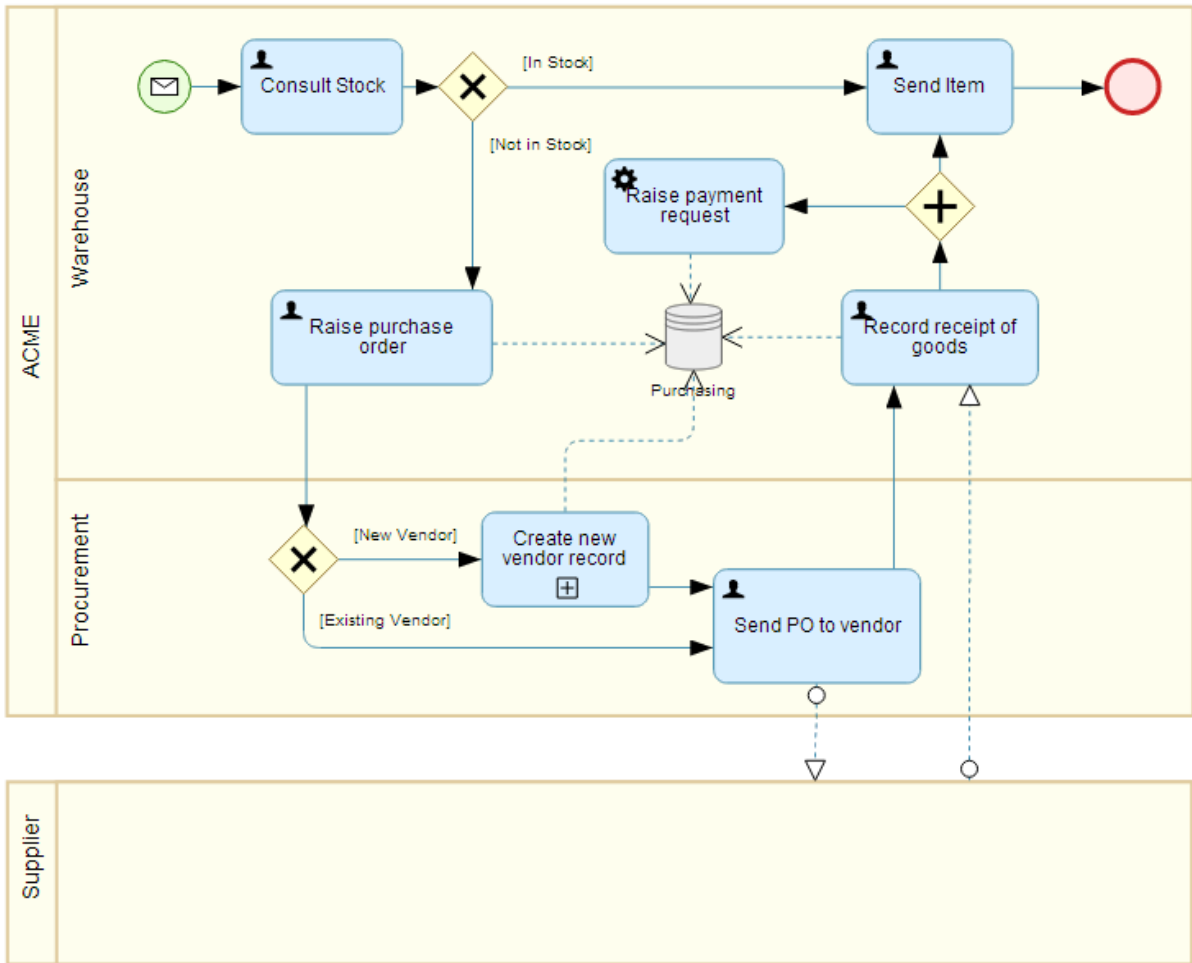 ACME
Warehouse
Consult Stock
[In Stock]
Send Item
[Not in Stock]
Raise payment
request
Raise purchase
order
Record receipt of
goods
Purchasing
Procurement
[New Vendor]
Create new
vendor record
[Existing Vendor]
Send PO to vendor
Supplier